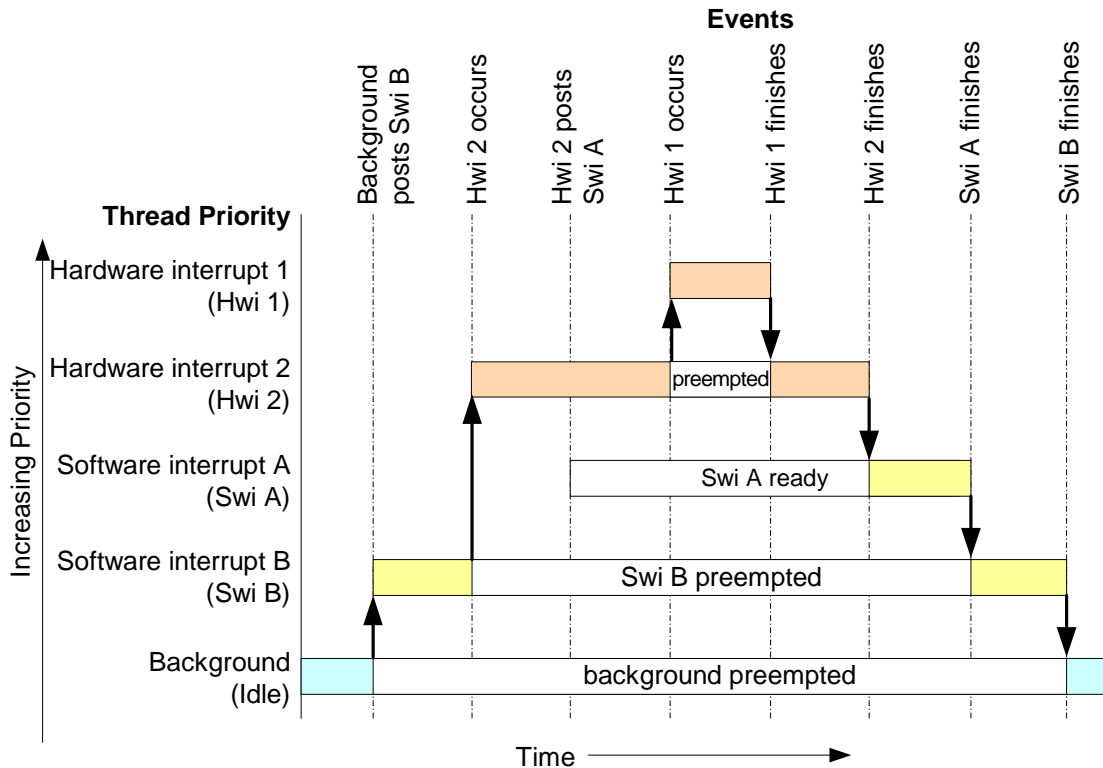 Events
Background
posts Swi B
Hwi 2 occurs
Hwi 2 posts
Swi A
Hwi 1 occurs
Hwi 1 finishes
Hwi 2 finishes
Swi A finishes
Swi B finishes
Thread Priority
Increasing Priority
Hardware interrupt 1
(Hwi 1)
Hardware interrupt 2
(Hwi 2)
preempted
Software interrupt A
(Swi A)
Swi A ready
Software interrupt B
(Swi B)
Swi B preempted
Background
(Idle)
background preempted
Time